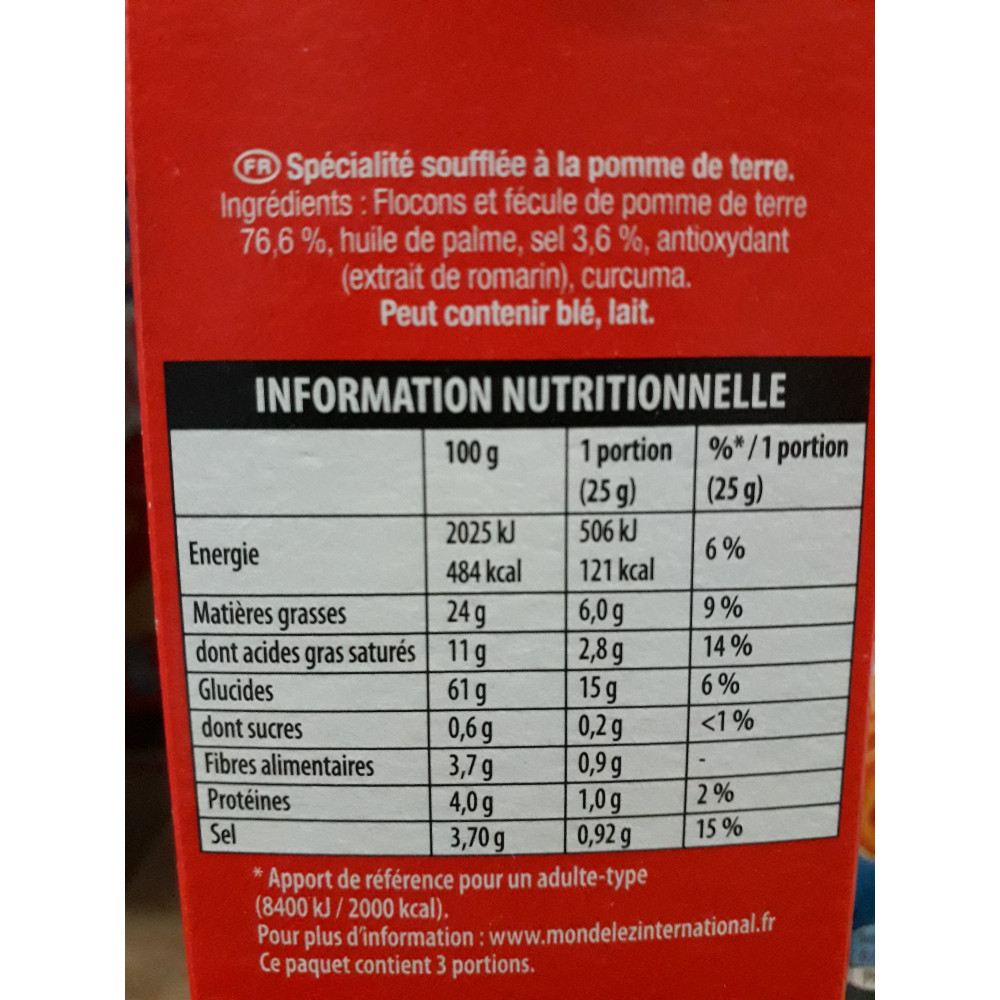 FR Spécialité soufflée à la pomme de terre.
Ingrédients : Flocons et fécule de pomme de terre
76,6 %, huile de palme, sel 3,6 %, antioxydant
(extrait de romarin), curcuma.
Peut contenir blé, lait.
INFORMATION NUTRITIONNELLE
100 g 1 portion (25 g) %* / 1 portion (25 g)
Energie 2025 kJ 484 kcal 506 kJ 121 kcal 6 %
Matières grasses 24 g 6,0 g 9 %
dont acides gras saturés 11 g 2,8 g 14 %
Glucides 61 g 15 g 6 %
dont sucres 0,6 g 0,2 g <1 %
Fibres alimentaires 3,7 g 0,9 g -
Protéines 4,0 g 1,0 g 2 %
Sel 3,70 g 0,92 g 15 %
* Apport de référence pour un adulte-type
(8400 kJ / 2000 kcal).
Pour plus d'information : www.mondelezinternational.fr
Ce paquet contient 3 portions.